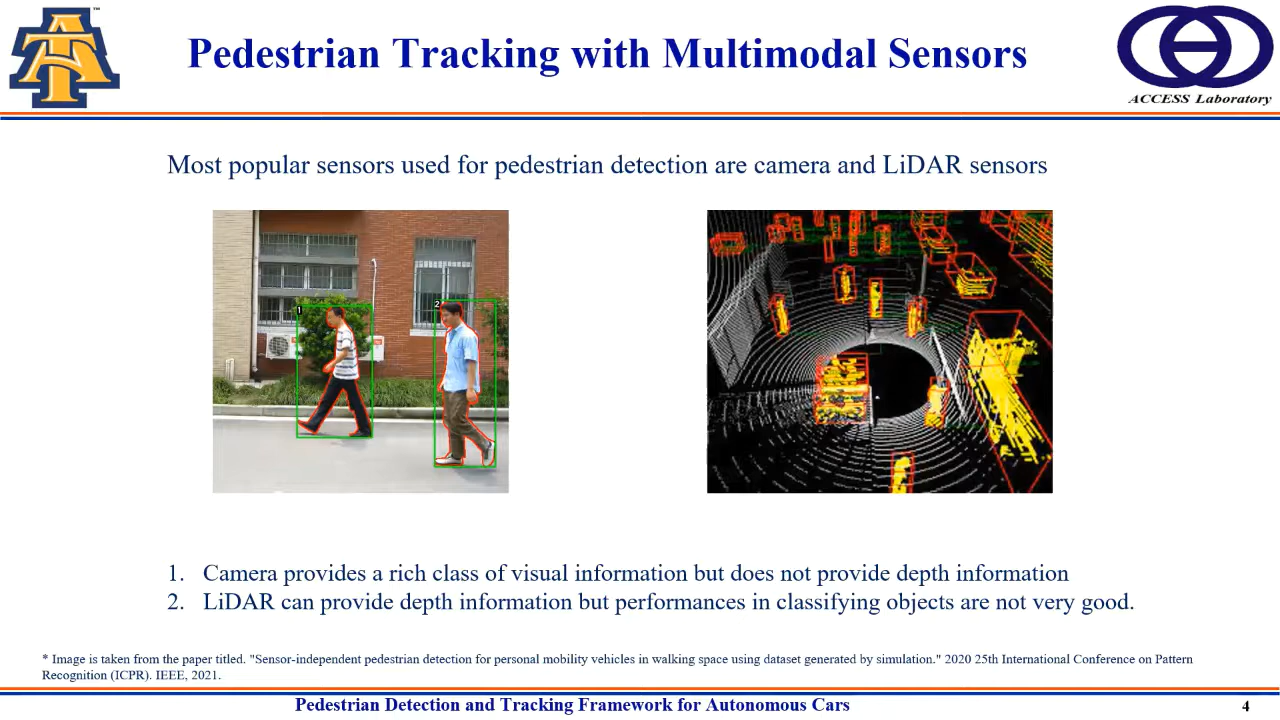 Pedestrian Tracking with Multimodal Sensors
AT
TM
ACCESS Laboratory
Most popular sensors used for pedestrian detection are camera and LiDAR sensors
1
2
1. Camera provides a rich class of visual information but does not provide depth information
2. LiDAR can provide depth information but performances in classifying objects are not very good.
* Image is taken from the paper titled. "Sensor-independent pedestrian detection for personal mobility vehicles in walking space using dataset generated by simulation." 2020 25th International Conference on Pattern
Recognition (ICPR). IEEE, 2021.
Pedestrian Detection and Tracking Framework for Autonomous Cars
4